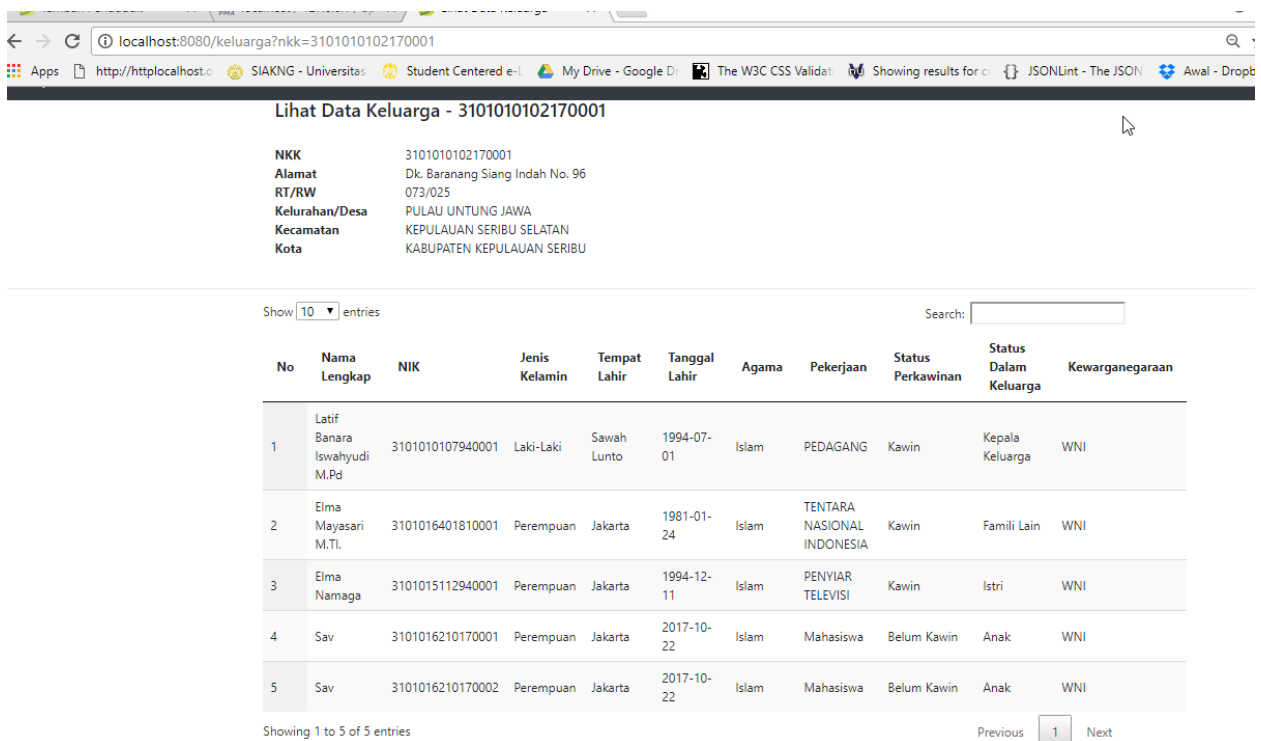 localhost:8080/keluarga?nkk=3101010102170001
Apps http://httplocalhost.c SIAKNG - Universitas Student Centered e-L My Drive - Google Dr The W3C CSS Validat Showing results for c JSONLint - The JSON Awal - Dropb
Lihat Data Keluarga - 3101010102170001
NKK 3101010102170001
Alamat Dk. Baranang Siang Indah No. 96
RT/RW 073/025
Kelurahan/Desa PULAU UNTUNG JAWA
Kecamatan KEPULAUAN SERIBU SELATAN
Kota KABUPATEN KEPULAUAN SERIBU
Show 10 entries Search:
No Nama Lengkap NIK Jenis Kelamin Tempat Lahir Tanggal Lahir Agama Pekerjaan Status Perkawinan Status Dalam Keluarga Kewarganegaraan
1 Latif Banara Iswahyudi M.Pd 3101010107940001 Laki-Laki Sawah Lunto 1994-07-01 Islam PEDAGANG Kawin Kepala Keluarga WNI
2 Elma Mayasari M.TI. 3101016401810001 Perempuan Jakarta 1981-01-24 Islam TENTARA NASIONAL INDONESIA Kawin Famili Lain WNI
3 Elma Namaga 3101015112940001 Perempuan Jakarta 1994-12-11 Islam PENYIAR TELEVISI Kawin Istri WNI
4 Sav 3101016210170001 Perempuan Jakarta 2017-10-22 Islam Mahasiswa Belum Kawin Anak WNI
5 Sav 3101016210170002 Perempuan Jakarta 2017-10-22 Islam Mahasiswa Belum Kawin Anak WNI
Showing 1 to 5 of 5 entries Previous 1 Next